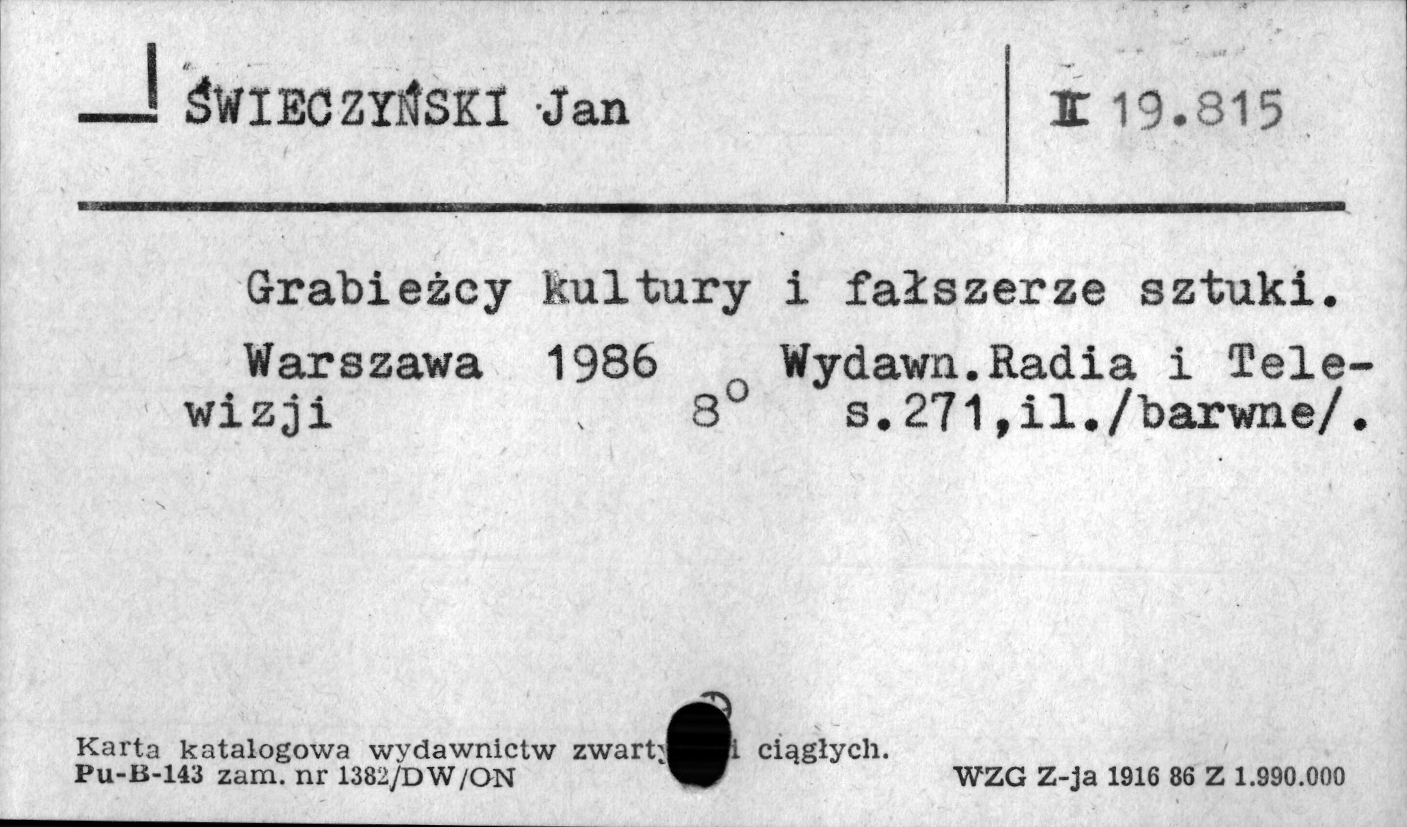 ŚWIECZYŃSKI Jan II 19.815
Grabieżcy kultury i fałszerze sztuki.
Warszawa 1986 Wydawn.Radia i Tele-
wizji 8° s.271,il./barwne/.
Karta katalogowa wydawnictw i ciągłych.
Pu-B-143 zam. nr 1382/DW/ON WZG Z-ja 1916 86 Z 1.990.000